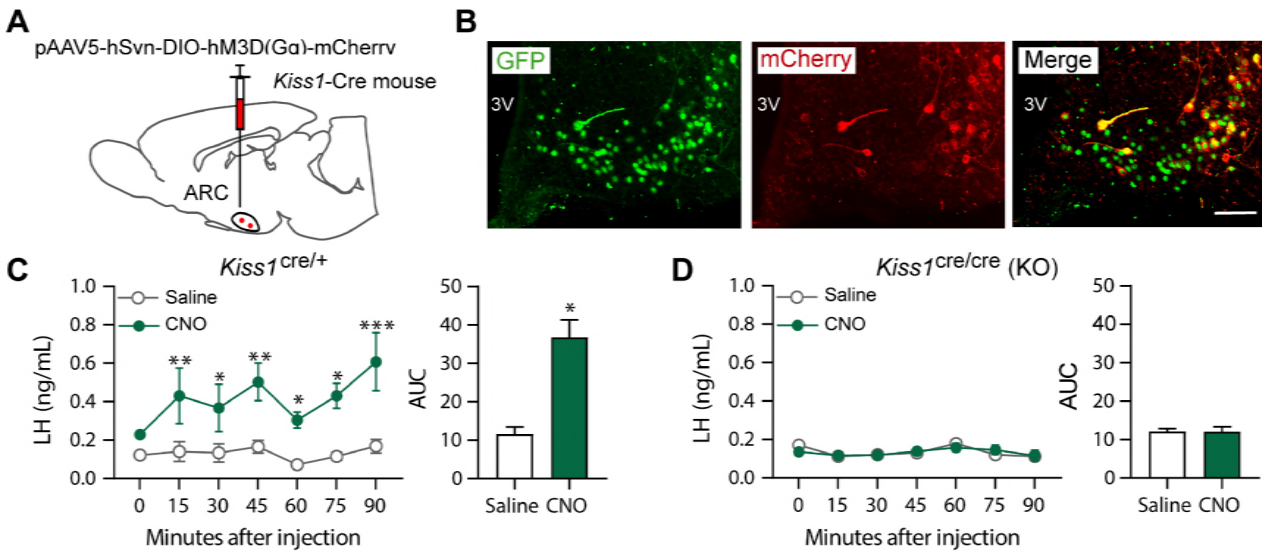 A
pAAV5-hSyn-DIO-hM3D(Gq)-mCherry
Kiss1-Cre mouse
ARC
B
GFP
3V
mCherry
3V
Merge
3V
C
Kiss1cre/+
1.0
0.8
0.6
0.4
0.2
0.0
LH (ng/mL)
Saline
CNO
**
*
**
*
*
***
0 15 30 45 60 75 90
Minutes after injection
50
40
30
20
10
0
AUC
*
Saline CNO
D
Kiss1cre/cre (KO)
1.0
0.8
0.6
0.4
0.2
0.0
LH (ng/mL)
Saline
CNO
0 15 30 45 60 75 90
Minutes after injection
50
40
30
20
10
0
AUC
Saline CNO